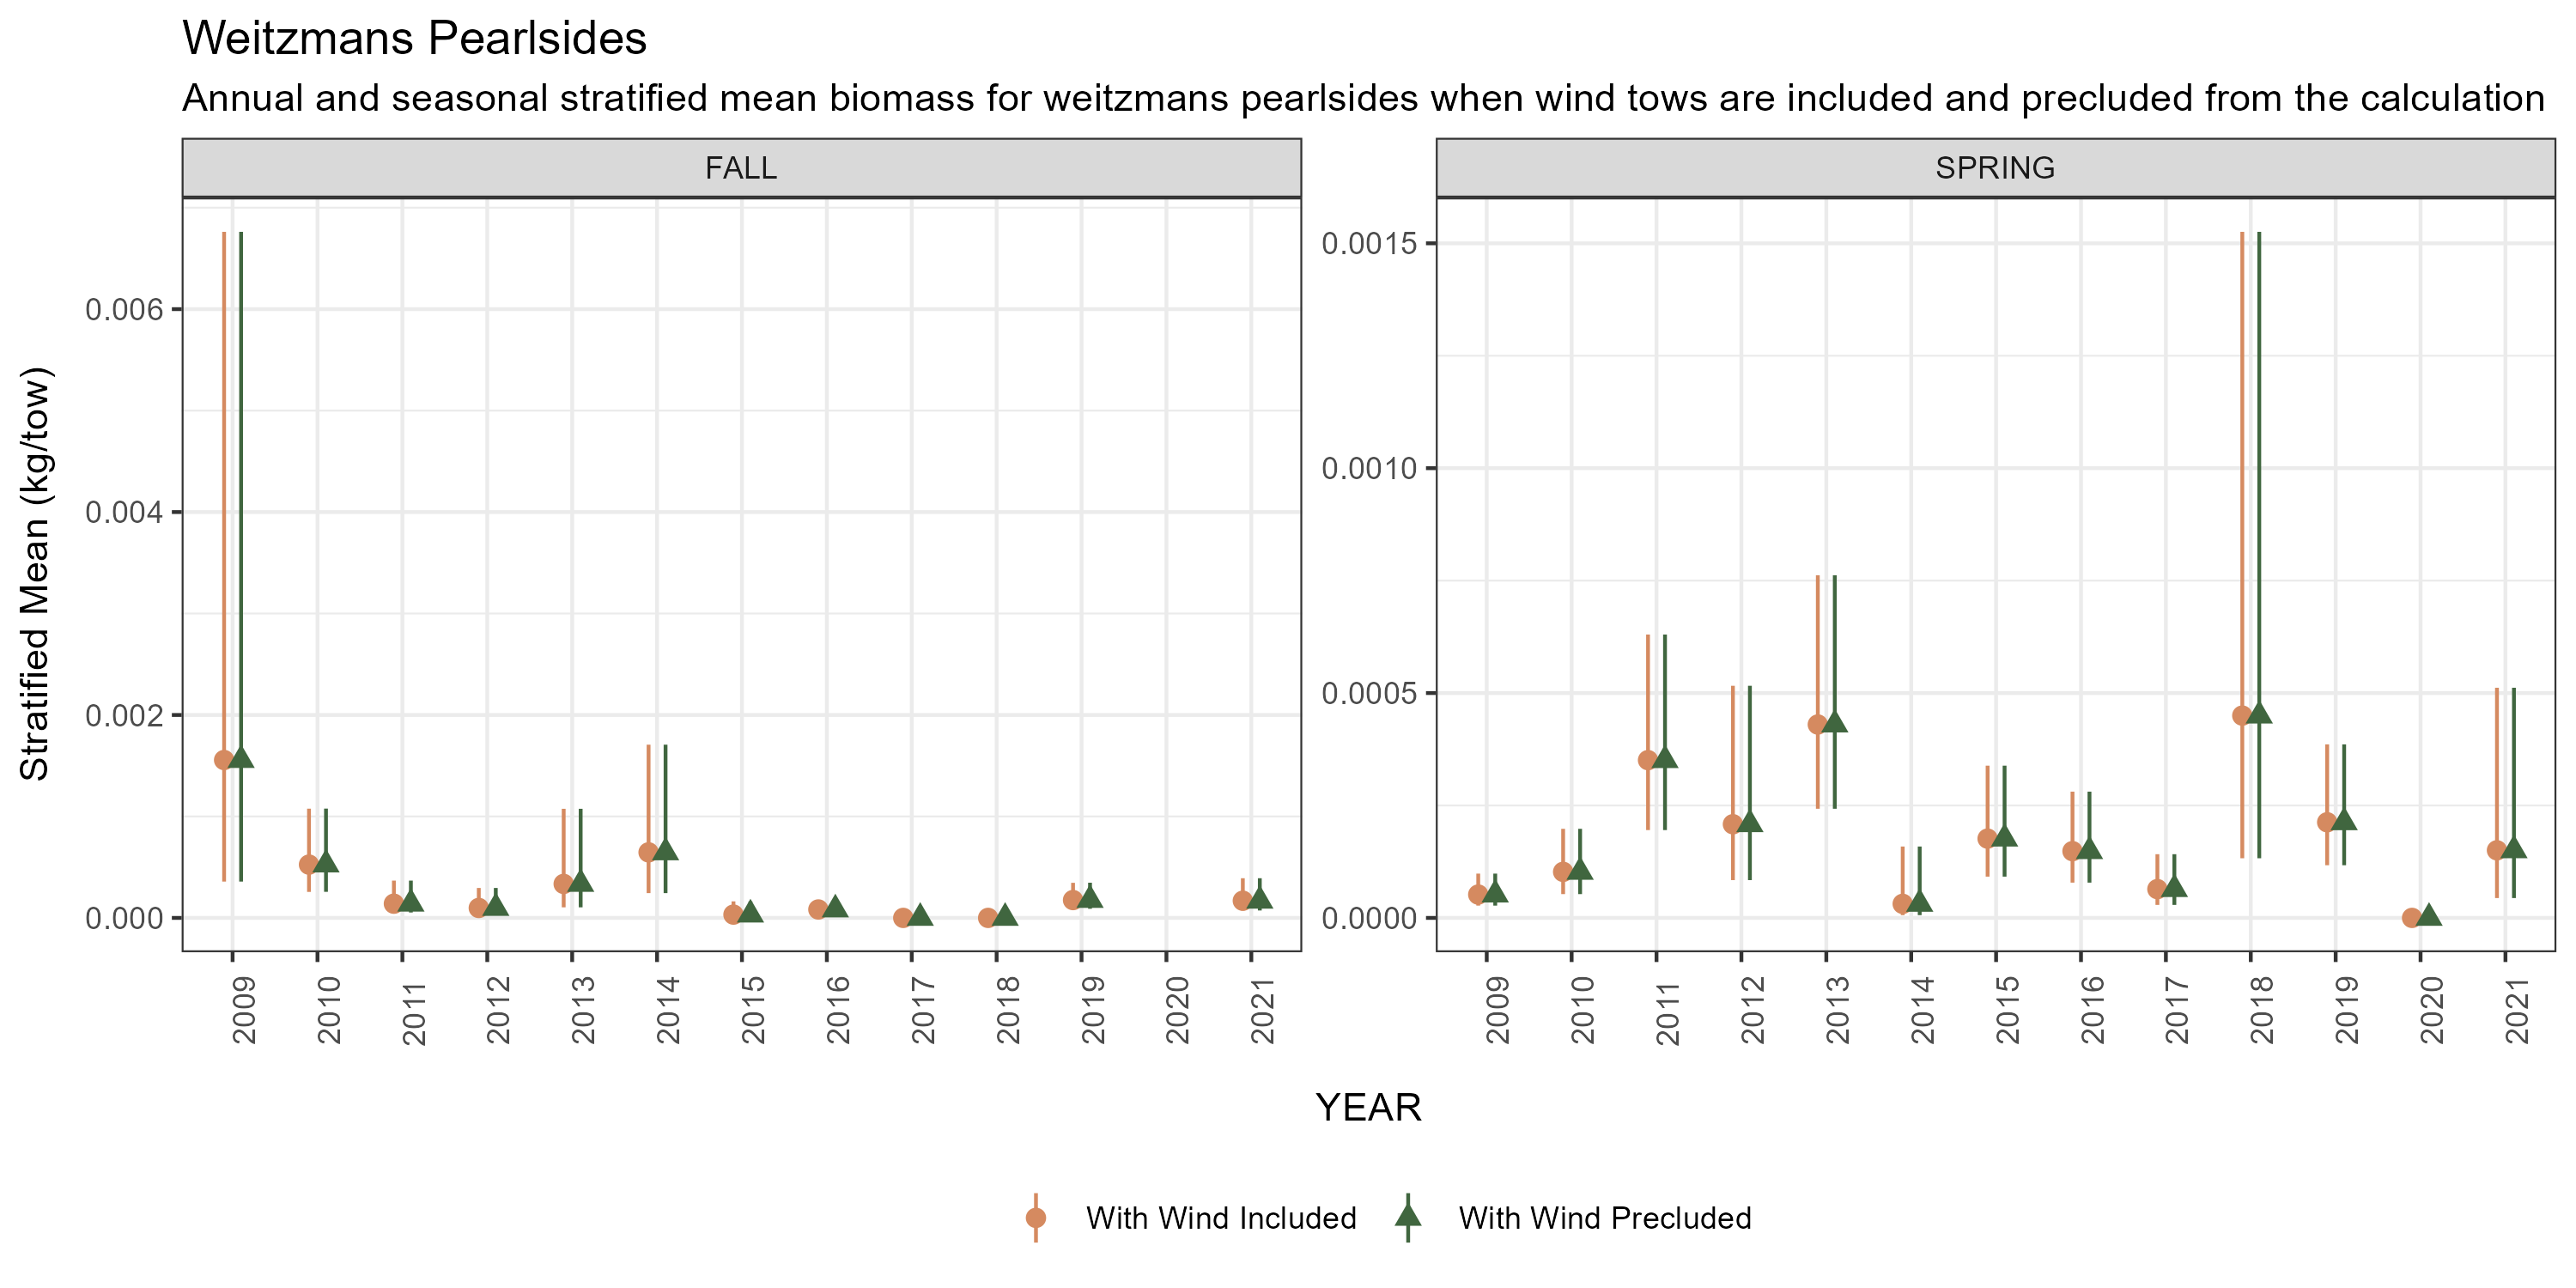 Weitzmans Pearlsides
Annual and seasonal stratified mean biomass for weitzmans pearlsides when wind tows are included and precluded from the calculation
FALL
SPRING
Stratified Mean (kg/tow)
0.006
0.004
0.002
0.000
0.0015
0.0010
0.0005
0.0000
2009 2010 2011 2012 2013 2014 2015 2016 2017 2018 2019 2020 2021
2009 2010 2011 2012 2013 2014 2015 2016 2017 2018 2019 2020 2021
YEAR
With Wind Included
With Wind Precluded